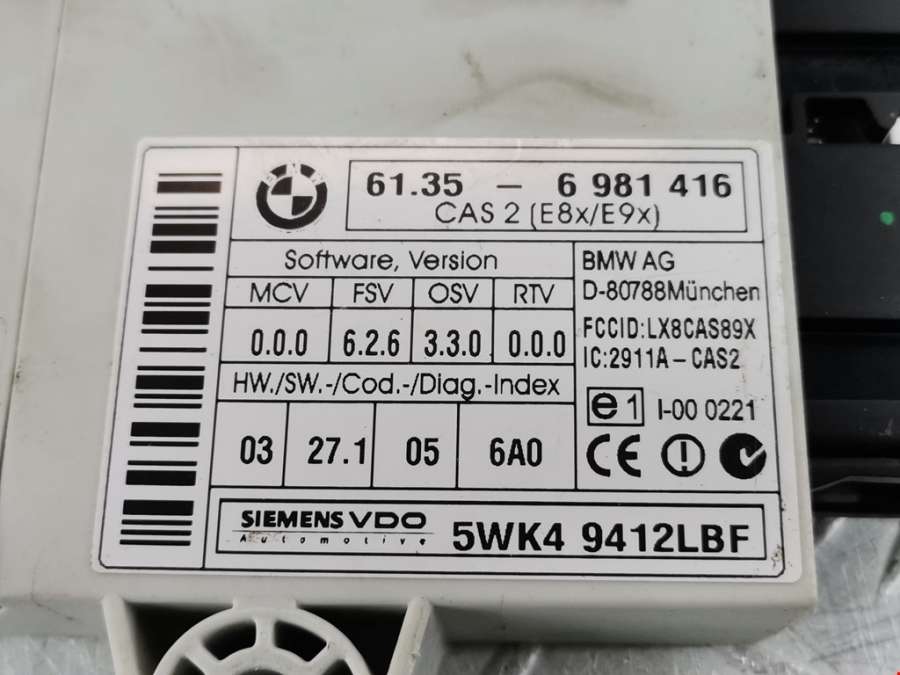 BMW
61.35 - 6 981 416
CAS 2 (E8x/E9x)
Software, Version
MCV FSV OSV RTV
0.0.0 6.2.6 3.3.0 0.0.0
HW./SW.-/Cod.-/Diag.-Index
03 27.1 05 6A0
BMW AG
D-80788München
FCCID:LX8CAS89X
IC:2911A-CAS2
e1 I-00 0221
CE
SIEMENS VDO
Automotive
5WK4 9412LBF